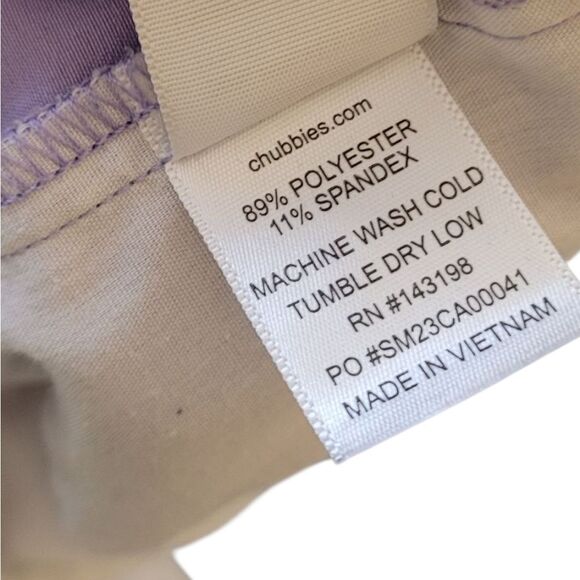 chubbies.com
89% POLYESTER
11% SPANDEX
MACHINE WASH COLD
TUMBLE DRY LOW
RN #143198
PO #SM23CA00041
MADE IN VIETNAM